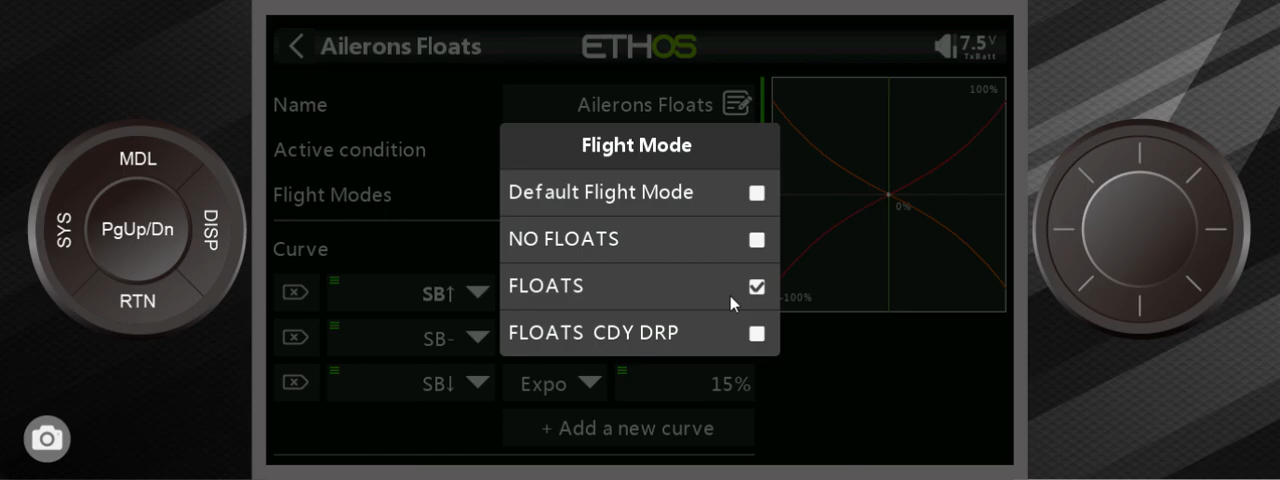 Ailerons Floats
ETHOS
7.5V
TxBatt
MDL
SYS
PgUp/Dn
DISP
RTN
Name
Ailerons Floats
Active condition
Flight Modes
Curve
SB↑
SB-
SB↓
Expo
15%
+ Add a new curve
Flight Mode
Default Flight Mode
NO FLOATS
FLOATS
FLOATS CDY DRP
100%
0%
-100%